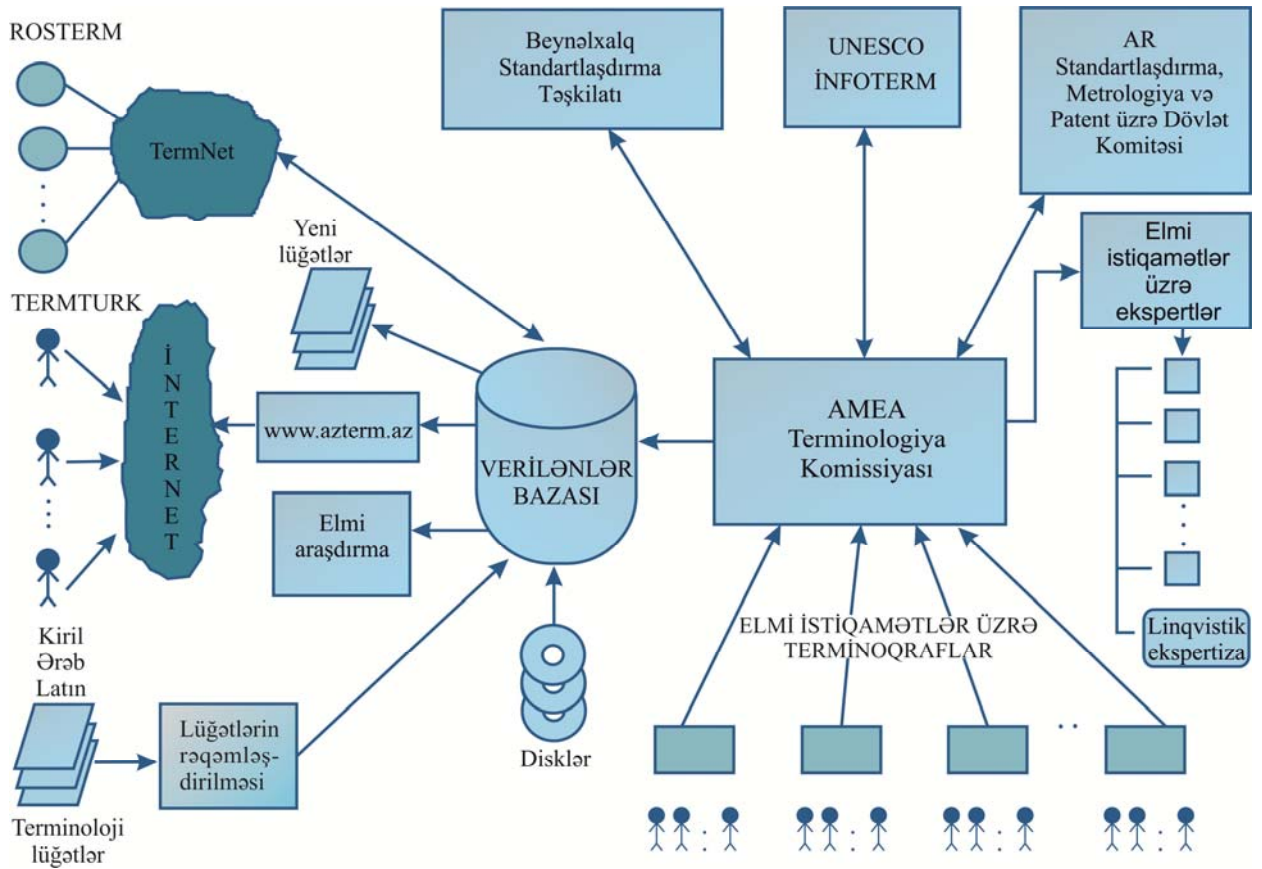 ROSTERM
TermNet
Beynəlxalq
Standartlaşdırma
Təşkilatı
UNESCO
İNFOTERM
AR
Standartlaşdırma,
Metrologiya və
Patent üzrə Dövlət
Komitəsi
Yeni
lüğətlər
Elmi
istiqamətlər
üzrə
ekspertlər
TERMTURK
İ
N
T
E
R
N
E
T
www.azterm.az
VERİLƏNLƏR
BAZASI
AMEA
Terminologiya
Komissiyası
Elmi
araşdırma
ELMİ İSTİQAMƏTLƏR ÜZRƏ
TERMİNOQRAFLAR
Linqvistik
ekspertiza
Kiril
Ərəb
Latın
Lüğətlərin
rəqəmləş-
dirilməsi
Disklər
Terminoloji
lüğətlər